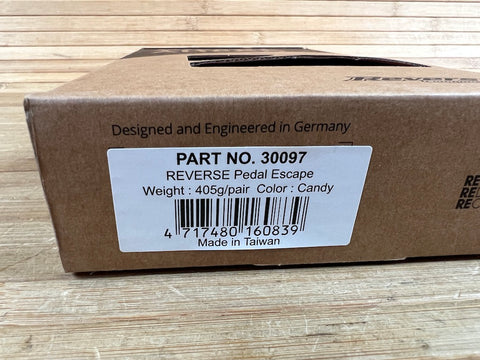 Reverse
Designed and Engineered in Germany
PART NO. 30097
REVERSE Pedal Escape
Weight : 405g/pair Color : Candy
4 717480 160839
Made in Taiwan